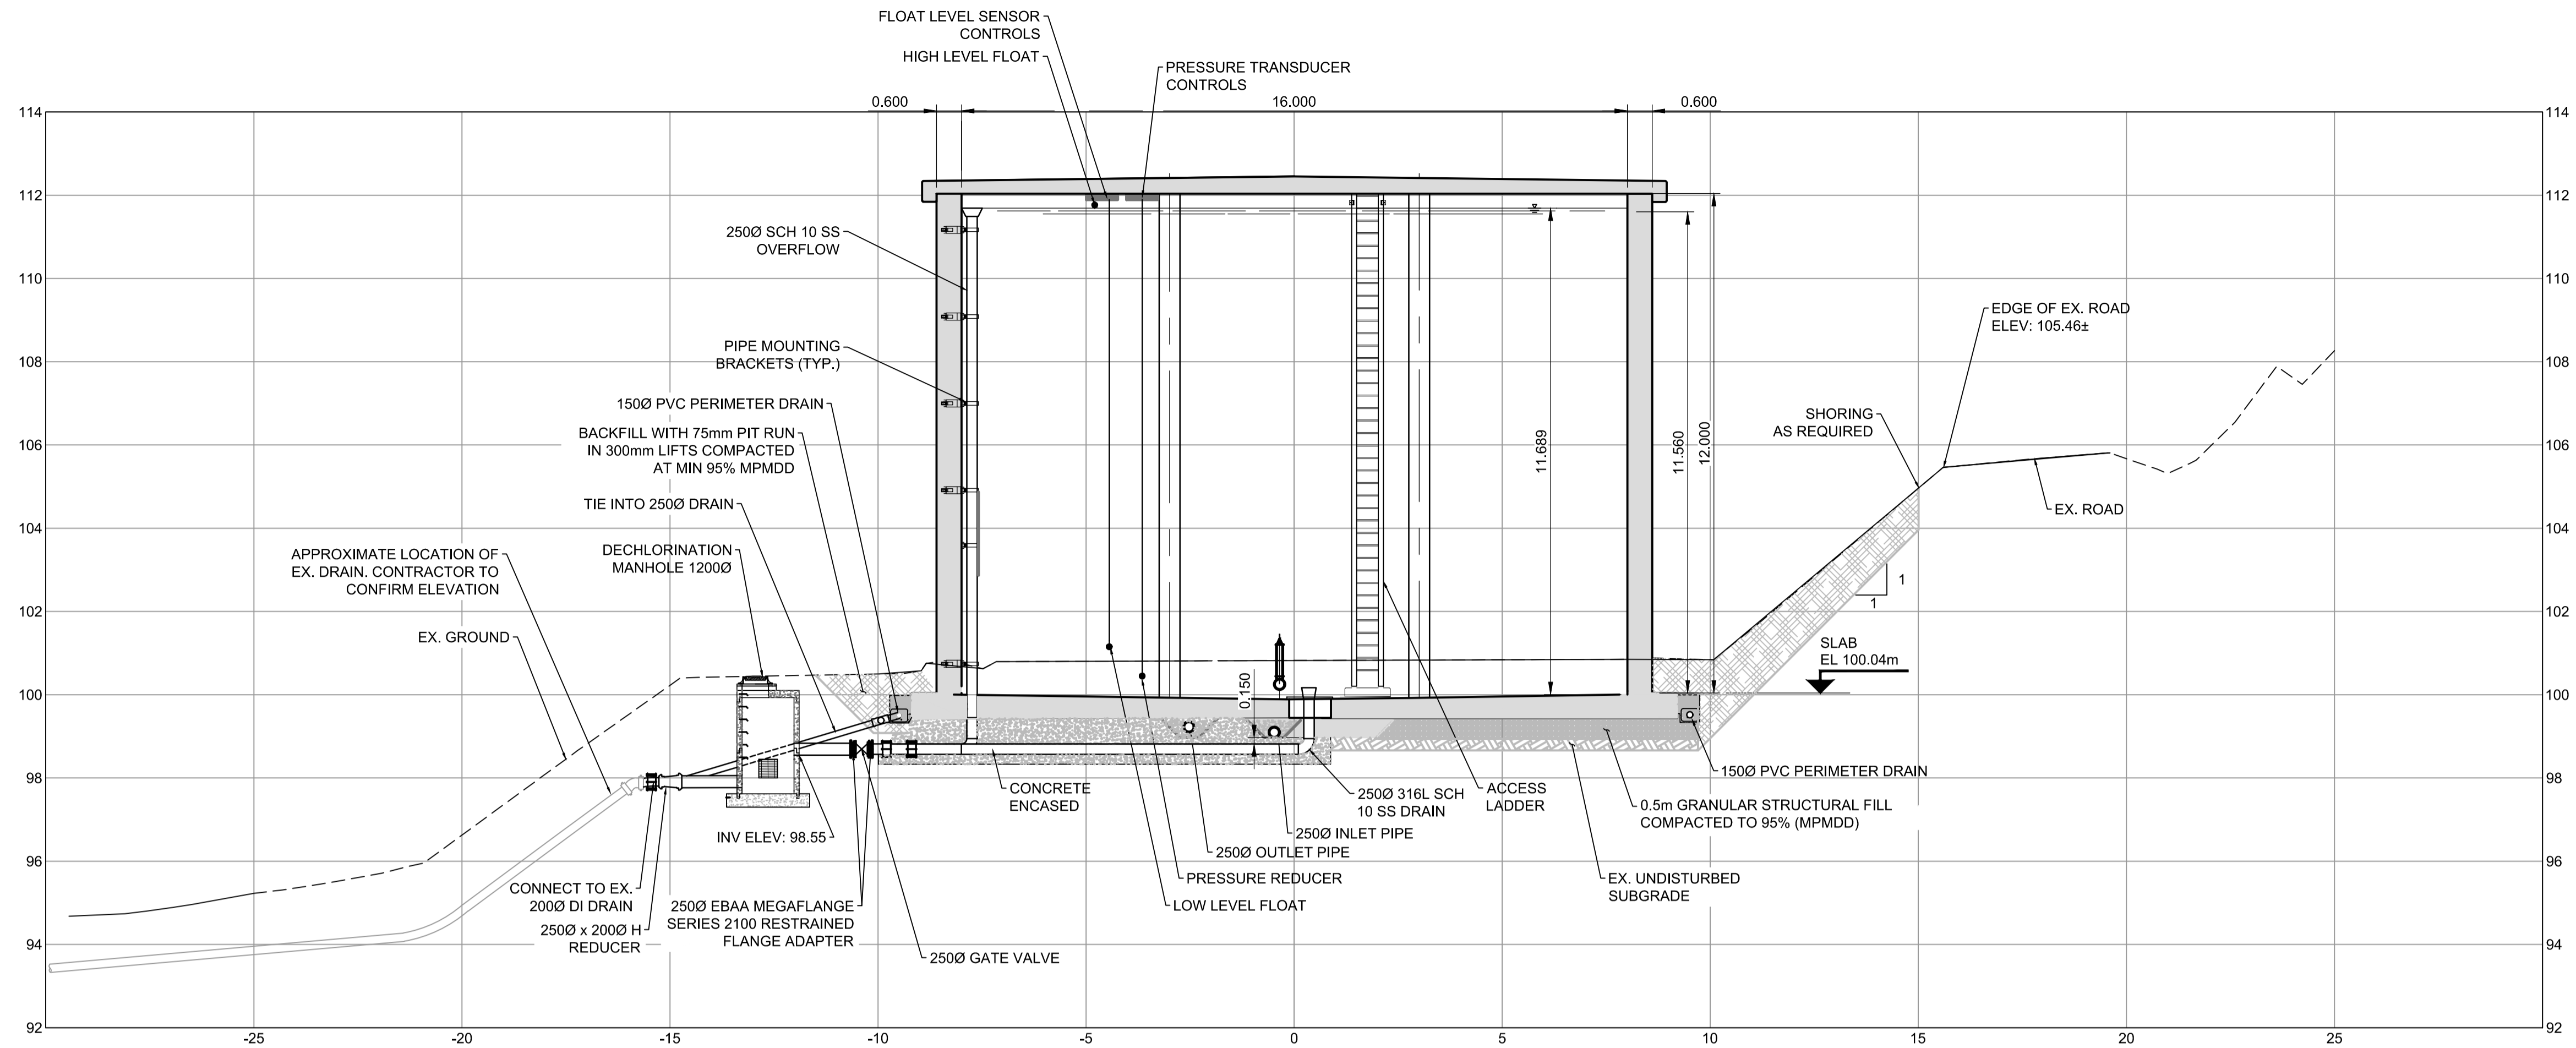 FLOAT LEVEL SENSOR
CONTROLS
HIGH LEVEL FLOAT
PRESSURE TRANSDUCER
CONTROLS
0.600
16.000
0.600
114
114
112
112
250Ø SCH 10 SS
OVERFLOW
110
110
EDGE OF EX. ROAD
ELEV: 105.46±
PIPE MOUNTING
BRACKETS (TYP.)
108
108
150Ø PVC PERIMETER DRAIN
SHORING
AS REQUIRED
BACKFILL WITH 75mm PIT RUN
IN 300mm LIFTS COMPACTED
AT MIN 95% MPMDD
106
106
11.689
11.560
12.000
TIE INTO 250Ø DRAIN
EX. ROAD
104
104
APPROXIMATE LOCATION OF
EX. DRAIN. CONTRACTOR TO
CONFIRM ELEVATION
DECHLORINATION
MANHOLE 1200Ø
1
1
102
102
EX. GROUND
SLAB
EL 100.04m
0.150
100
100
98
98
150Ø PVC PERIMETER DRAIN
CONCRETE
ENCASED
250Ø 316L SCH
10 SS DRAIN
ACCESS
LADDER
0.5m GRANULAR STRUCTURAL FILL
COMPACTED TO 95% (MPMDD)
INV ELEV: 98.55
250Ø INLET PIPE
250Ø OUTLET PIPE
96
96
PRESSURE REDUCER
EX. UNDISTURBED
SUBGRADE
CONNECT TO EX.
200Ø DI DRAIN
250Ø EBAA MEGAFLANGE
SERIES 2100 RESTRAINED
FLANGE ADAPTER
LOW LEVEL FLOAT
250Ø x 200Ø H
REDUCER
94
94
250Ø GATE VALVE
92
92
-25
-20
-15
-10
-5
0
5
10
15
20
25